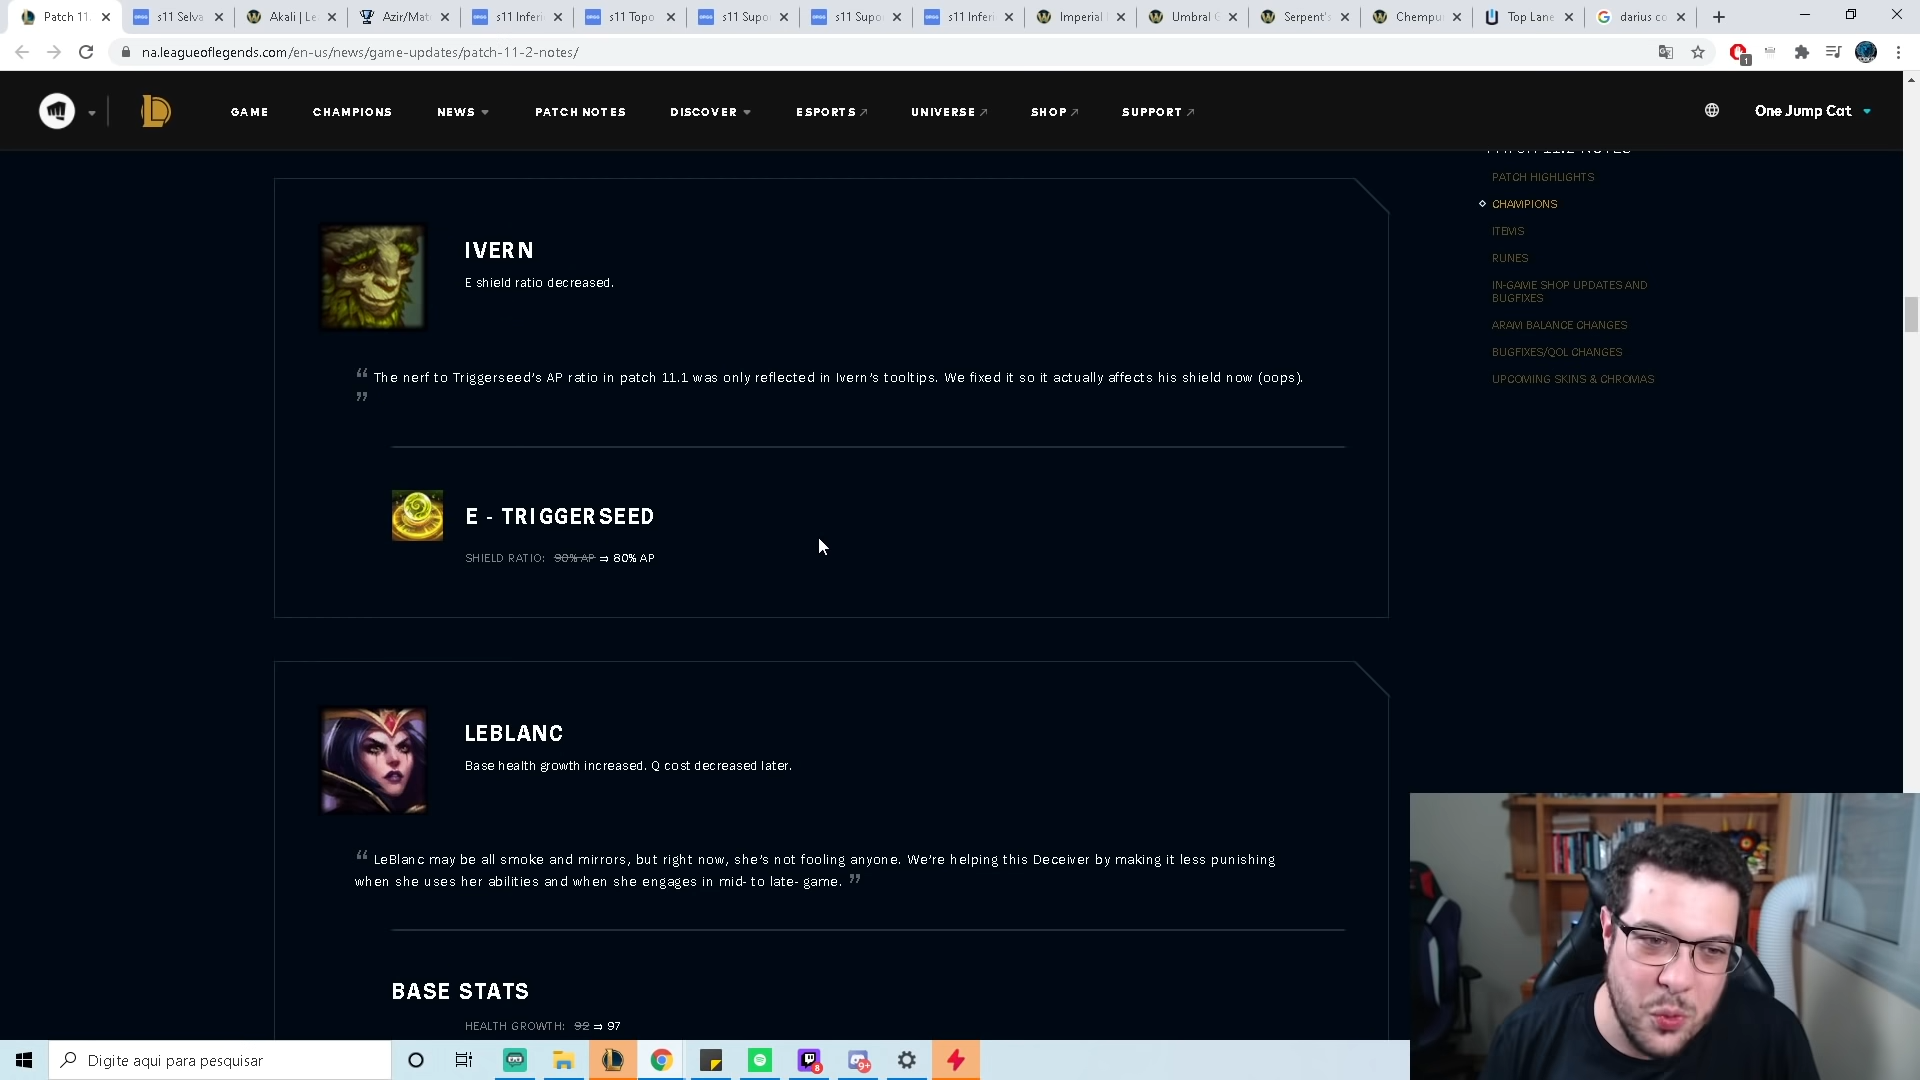 Patch 11.
s11 Selva
Akali | Le
Azir/Mat
s11 Inferi
s11 Topo
s11 Supo
s11 Supo
s11 Inferi
Imperial
Umbral G
Serpent's
Chempu
Top Lane
darius co
na.leagueoflegends.com/en-us/news/game-updates/patch-11-2-notes/
1
GAME
CHAMPIONS
NEWS
PATCH NOTES
DISCOVER
ESPORTS
UNIVERSE
SHOP
SUPPORT
One Jump Cat
PATCH 11.2 NOTES
PATCH HIGHLIGHTS
CHAMPIONS
ITEMS
RUNES
IN-GAME SHOP UPDATES AND
BUGFIXES
ARAM BALANCE CHANGES
BUGFIXES/QOL CHANGES
UPCOMING SKINS & CHROMAS
IVERN
E shield ratio decreased.
“ The nerf to Triggerseed's AP ratio in patch 11.1 was only reflected in Ivern's tooltips. We fixed it so it actually affects his shield now (oops).
”
E - TRIGGERSEED
SHIELD RATIO: 90% AP ⇒ 80% AP
LEBLANC
Base health growth increased. Q cost decreased later.
“ LeBlanc may be all smoke and mirrors, but right now, she's not fooling anyone. We're helping this Deceiver by making it less punishing
when she uses her abilities and when she engages in mid- to late- game. ”
BASE STATS
HEALTH GROWTH: 92 ⇒ 97
Digite aqui para pesquisar
8
9+